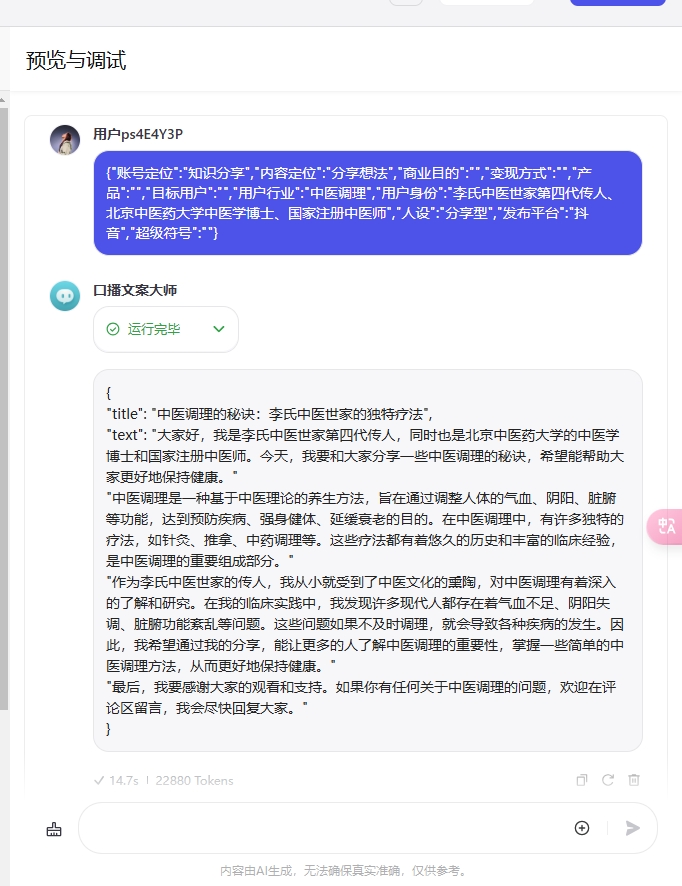 预览与调试
用户ps4E4Y3P
{"账号定位":"知识分享","内容定位":"分享想法","商业目的":"","变现方式":"","产
品":"","目标用户":"","用户行业":"中医调理","用户身份":"李氏中医世家第四代传人、
北京中医药大学中医学博士、国家注册中医师","人设":"分享型","发布平台":"抖
音","超级符号":""}
口播文案大师
运行完毕
{
"title": "中医调理的秘诀：李氏中医世家的独特疗法",
"text": "大家好，我是李氏中医世家第四代传人，同时也是北京中医药大学的中医学
博士和国家注册中医师。今天，我要和大家分享一些中医调理的秘诀，希望能帮助大
家更好地保持健康。"
"中医调理是一种基于中医理论的养生方法，旨在通过调整人体的气血、阴阳、脏腑
等功能，达到预防疾病、强身健体、延缓衰老的目的。在中医调理中，有许多独特的
疗法，如针灸、推拿、中药调理等。这些疗法都有着悠久的历史和丰富的临床经验，
是中医调理的重要组成部分。"
"作为李氏中医世家的传人，我从小就受到了中医文化的熏陶，对中医调理有着深入
的了解和研究。在我的临床实践中，我发现许多现代人都存在着气血不足、阴阳失
调、脏腑功能紊乱等问题。这些问题如果不及时调理，就会导致各种疾病的发生。因
此，我希望通过我的分享，能让更多的人了解中医调理的重要性，掌握一些简单的中
医调理方法，从而更好地保持健康。"
"最后，我要感谢大家的观看和支持。如果你有任何关于中医调理的问题，欢迎在评
论区留言，我会尽快回复大家。"
}
14.7s | 22880 Tokens
内容由AI生成，无法确保真实准确，仅供参考。